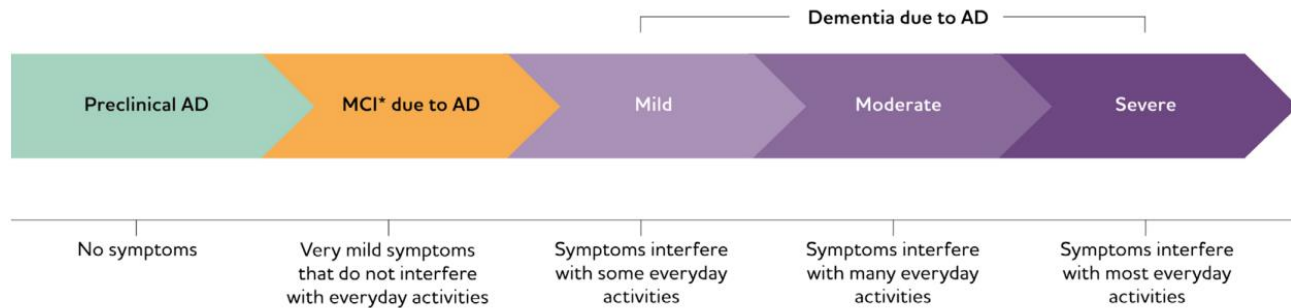 Dementia due to AD
Preclinical AD
MCI* due to AD
Mild
Moderate
Severe
No symptoms
Very mild symptoms
that do not interfere
with everyday activities
Symptoms interfere
with some everyday
activities
Symptoms interfere
with many everyday
activities
Symptoms interfere
with most everyday
activities